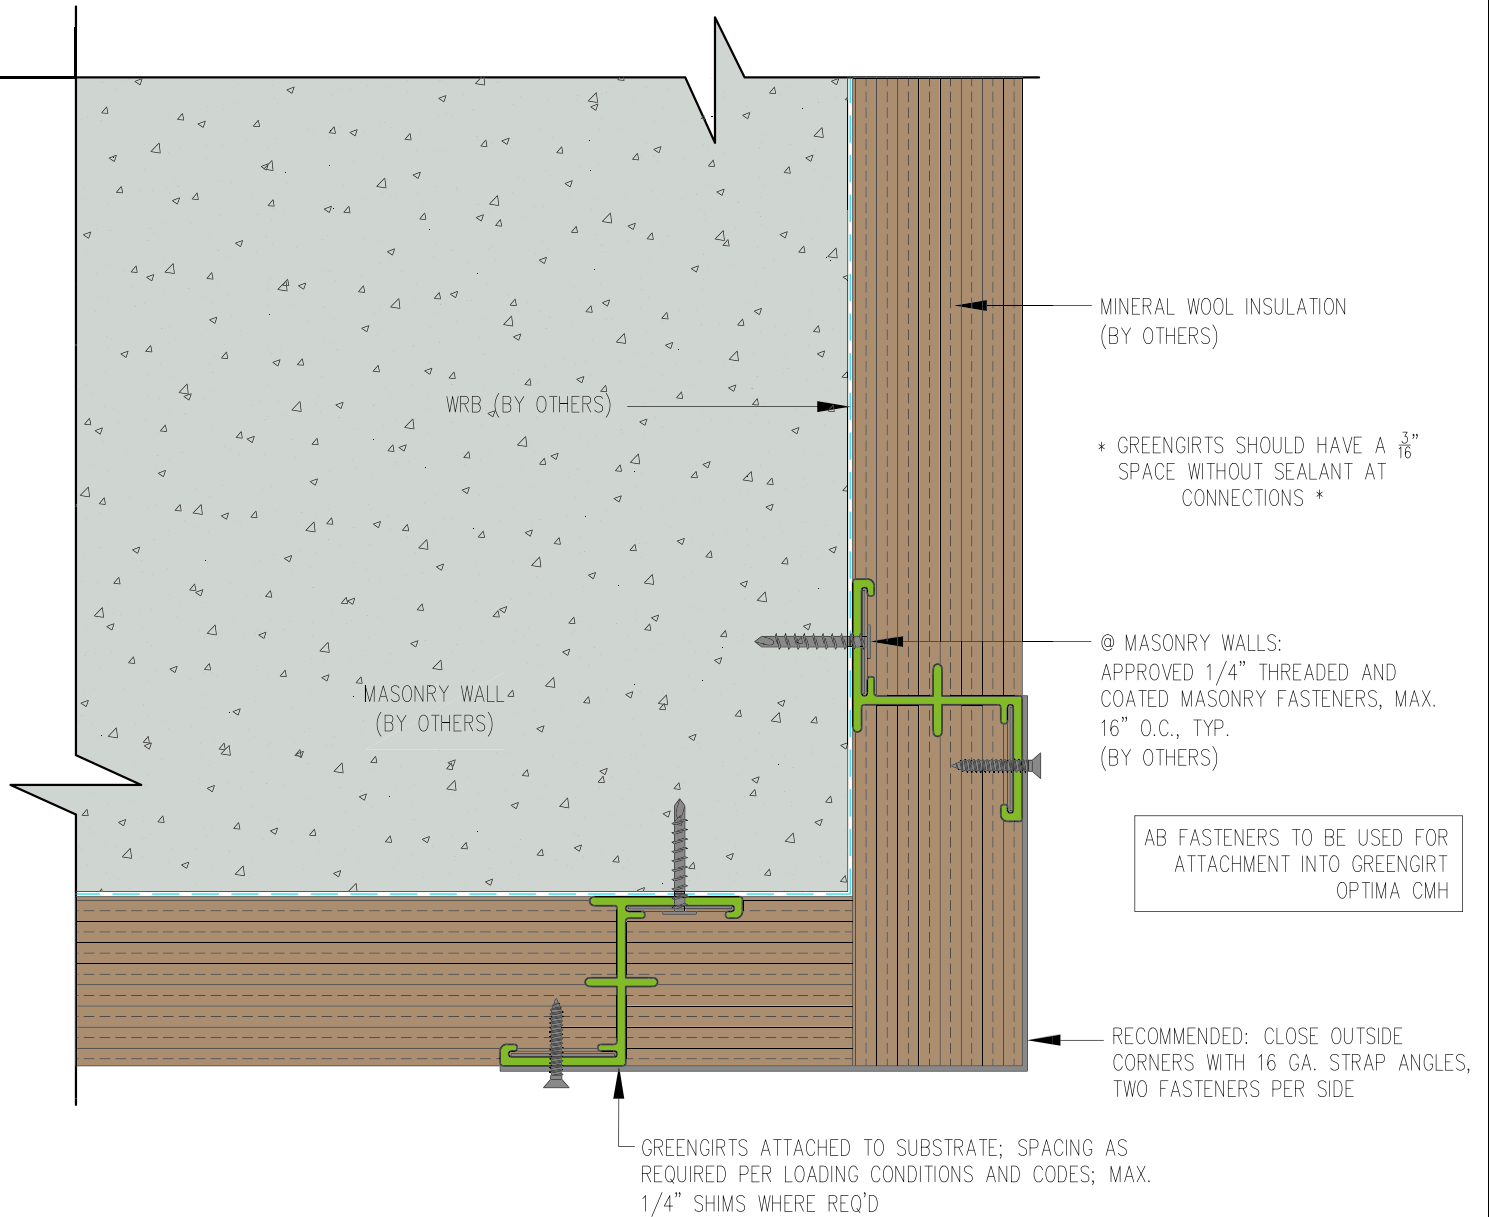 MINERAL WOOL INSULATION
(BY OTHERS)
WRB (BY OTHERS)
* GREENGIRTS SHOULD HAVE A 3/16"
SPACE WITHOUT SEALANT AT
CONNECTIONS *
@ MASONRY WALLS:
APPROVED 1/4" THREADED AND
COATED MASONRY FASTENERS, MAX.
16" O.C., TYP.
(BY OTHERS)
MASONRY WALL
(BY OTHERS)
AB FASTENERS TO BE USED FOR
ATTACHMENT INTO GREENGIRT
OPTIMA CMH
RECOMMENDED: CLOSE OUTSIDE
CORNERS WITH 16 GA. STRAP ANGLES,
TWO FASTENERS PER SIDE
GREENGIRTS ATTACHED TO SUBSTRATE; SPACING AS
REQUIRED PER LOADING CONDITIONS AND CODES; MAX.
1/4" SHIMS WHERE REQ'D